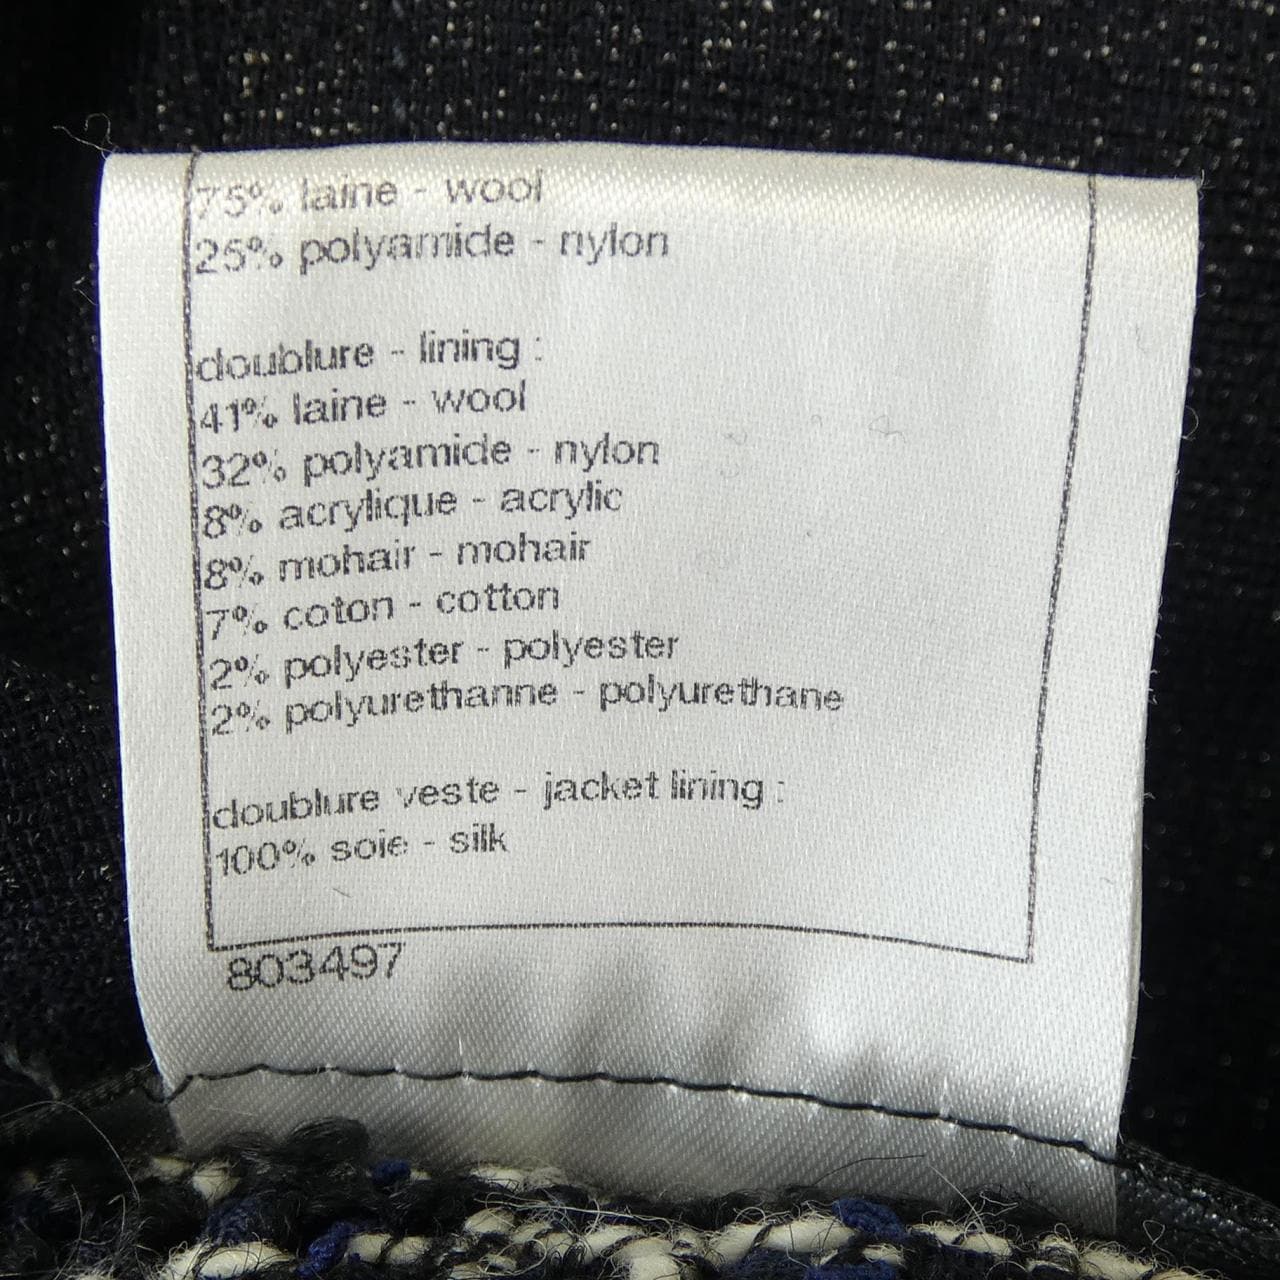 75% laine - wool
25% polyamide - nylon
doublure - lining :
41% laine - wool
32% polyamide - nylon
8% acrylique - acrylic
8% mohair - mohair
7% coton - cotton
2% polyester - polyester
2% polyurethanne - polyurethane
doublure veste - jacket lining :
100% soie - silk
803497